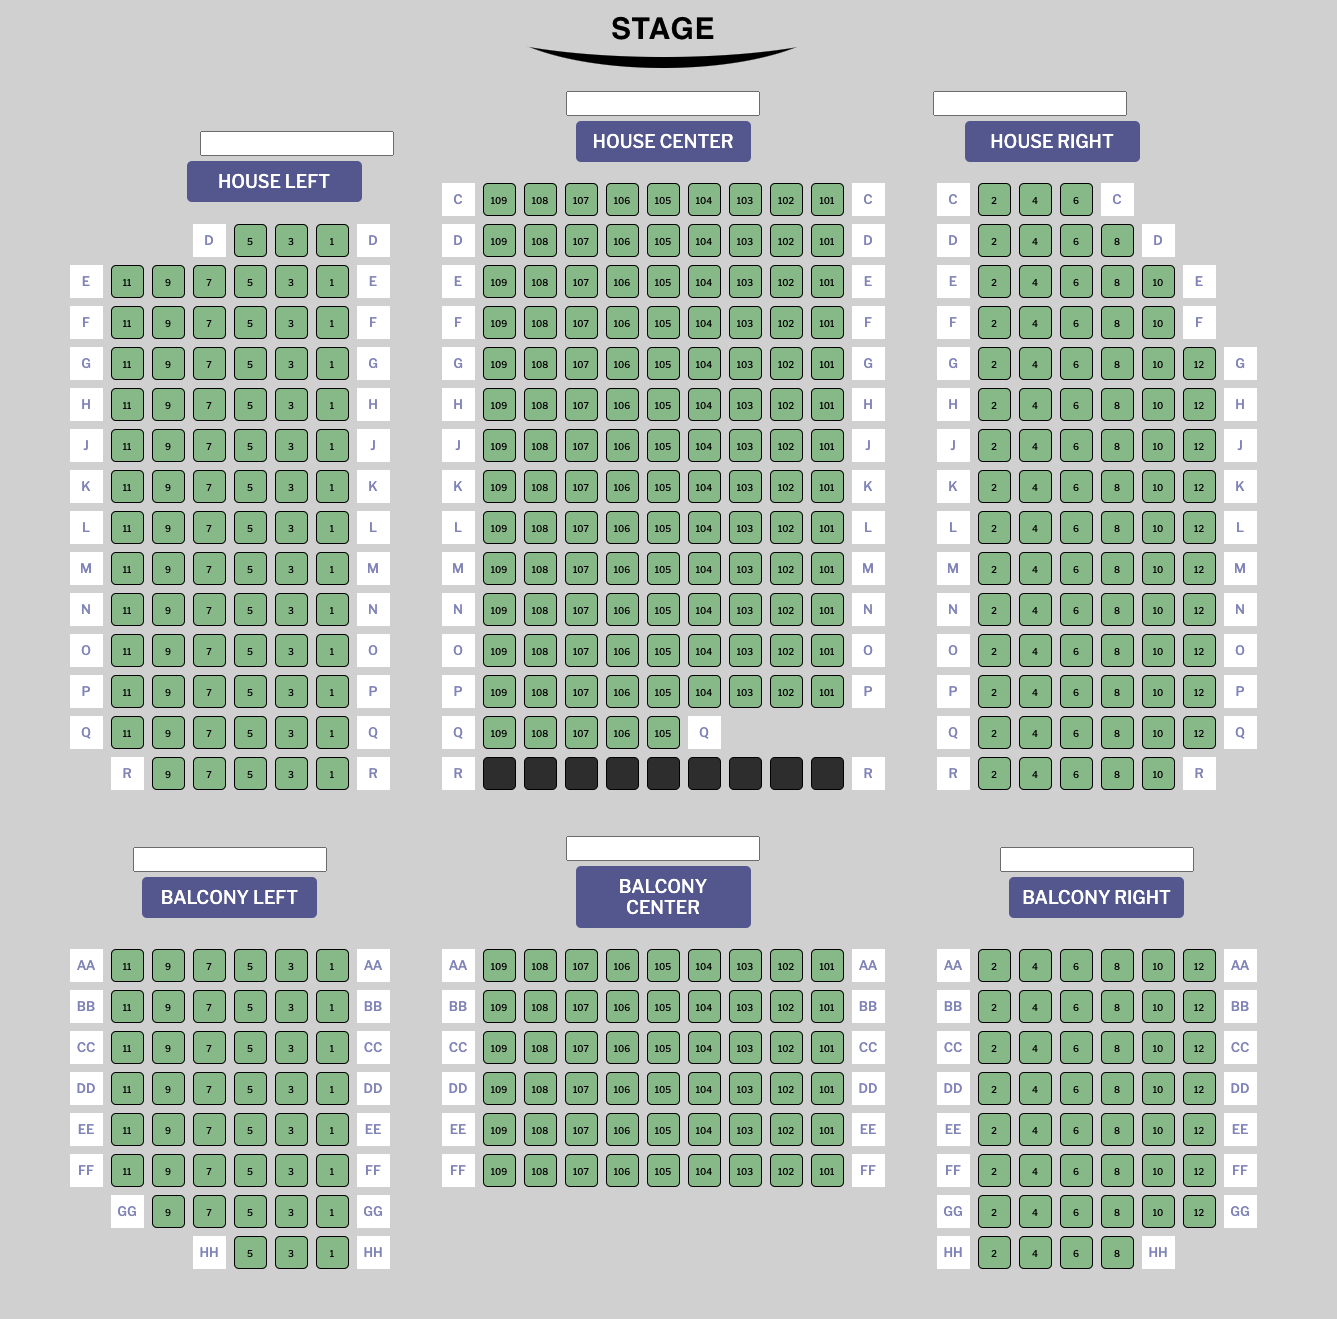 STAGE
HOUSE CENTER HOUSE RIGHT
HOUSE LEFT
C 109 108 107 106 105 104 103 102 101 C C 2 4 6 C
D 5 3 1 D D 109 108 107 106 105 104 103 102 101 D D 2 4 6 8 D
E 11 9 7 5 3 1 E E 109 108 107 106 105 104 103 102 101 E E 2 4 6 8 10 E
F 11 9 7 5 3 1 F F 109 108 107 106 105 104 103 102 101 F F 2 4 6 8 10 F
G 11 9 7 5 3 1 G G 109 108 107 106 105 104 103 102 101 G G 2 4 6 8 10 12 G
H 11 9 7 5 3 1 H H 109 108 107 106 105 104 103 102 101 H H 2 4 6 8 10 12 H
J 11 9 7 5 3 1 J J 109 108 107 106 105 104 103 102 101 J J 2 4 6 8 10 12 J
K 11 9 7 5 3 1 K K 109 108 107 106 105 104 103 102 101 K K 2 4 6 8 10 12 K
L 11 9 7 5 3 1 L L 109 108 107 106 105 104 103 102 101 L L 2 4 6 8 10 12 L
M 11 9 7 5 3 1 M M 109 108 107 106 105 104 103 102 101 M M 2 4 6 8 10 12 M
N 11 9 7 5 3 1 N N 109 108 107 106 105 104 103 102 101 N N 2 4 6 8 10 12 N
O 11 9 7 5 3 1 O O 109 108 107 106 105 104 103 102 101 O O 2 4 6 8 10 12 O
P 11 9 7 5 3 1 P P 109 108 107 106 105 104 103 102 101 P P 2 4 6 8 10 12 P
Q 11 9 7 5 3 1 Q Q 109 108 107 106 105 Q Q 2 4 6 8 10 12 Q
R 9 7 5 3 1 R R R R 2 4 6 8 10 R
BALCONY LEFT BALCONY CENTER BALCONY RIGHT
AA 11 9 7 5 3 1 AA AA 109 108 107 106 105 104 103 102 101 AA AA 2 4 6 8 10 12 AA
BB 11 9 7 5 3 1 BB BB 109 108 107 106 105 104 103 102 101 BB BB 2 4 6 8 10 12 BB
CC 11 9 7 5 3 1 CC CC 109 108 107 106 105 104 103 102 101 CC CC 2 4 6 8 10 12 CC
DD 11 9 7 5 3 1 DD DD 109 108 107 106 105 104 103 102 101 DD DD 2 4 6 8 10 12 DD
EE 11 9 7 5 3 1 EE EE 109 108 107 106 105 104 103 102 101 EE EE 2 4 6 8 10 12 EE
FF 11 9 7 5 3 1 FF FF 109 108 107 106 105 104 103 102 101 FF FF 2 4 6 8 10 12 FF
GG 9 7 5 3 1 GG GG 2 4 6 8 10 12 GG
HH 5 3 1 HH HH 2 4 6 8 HH